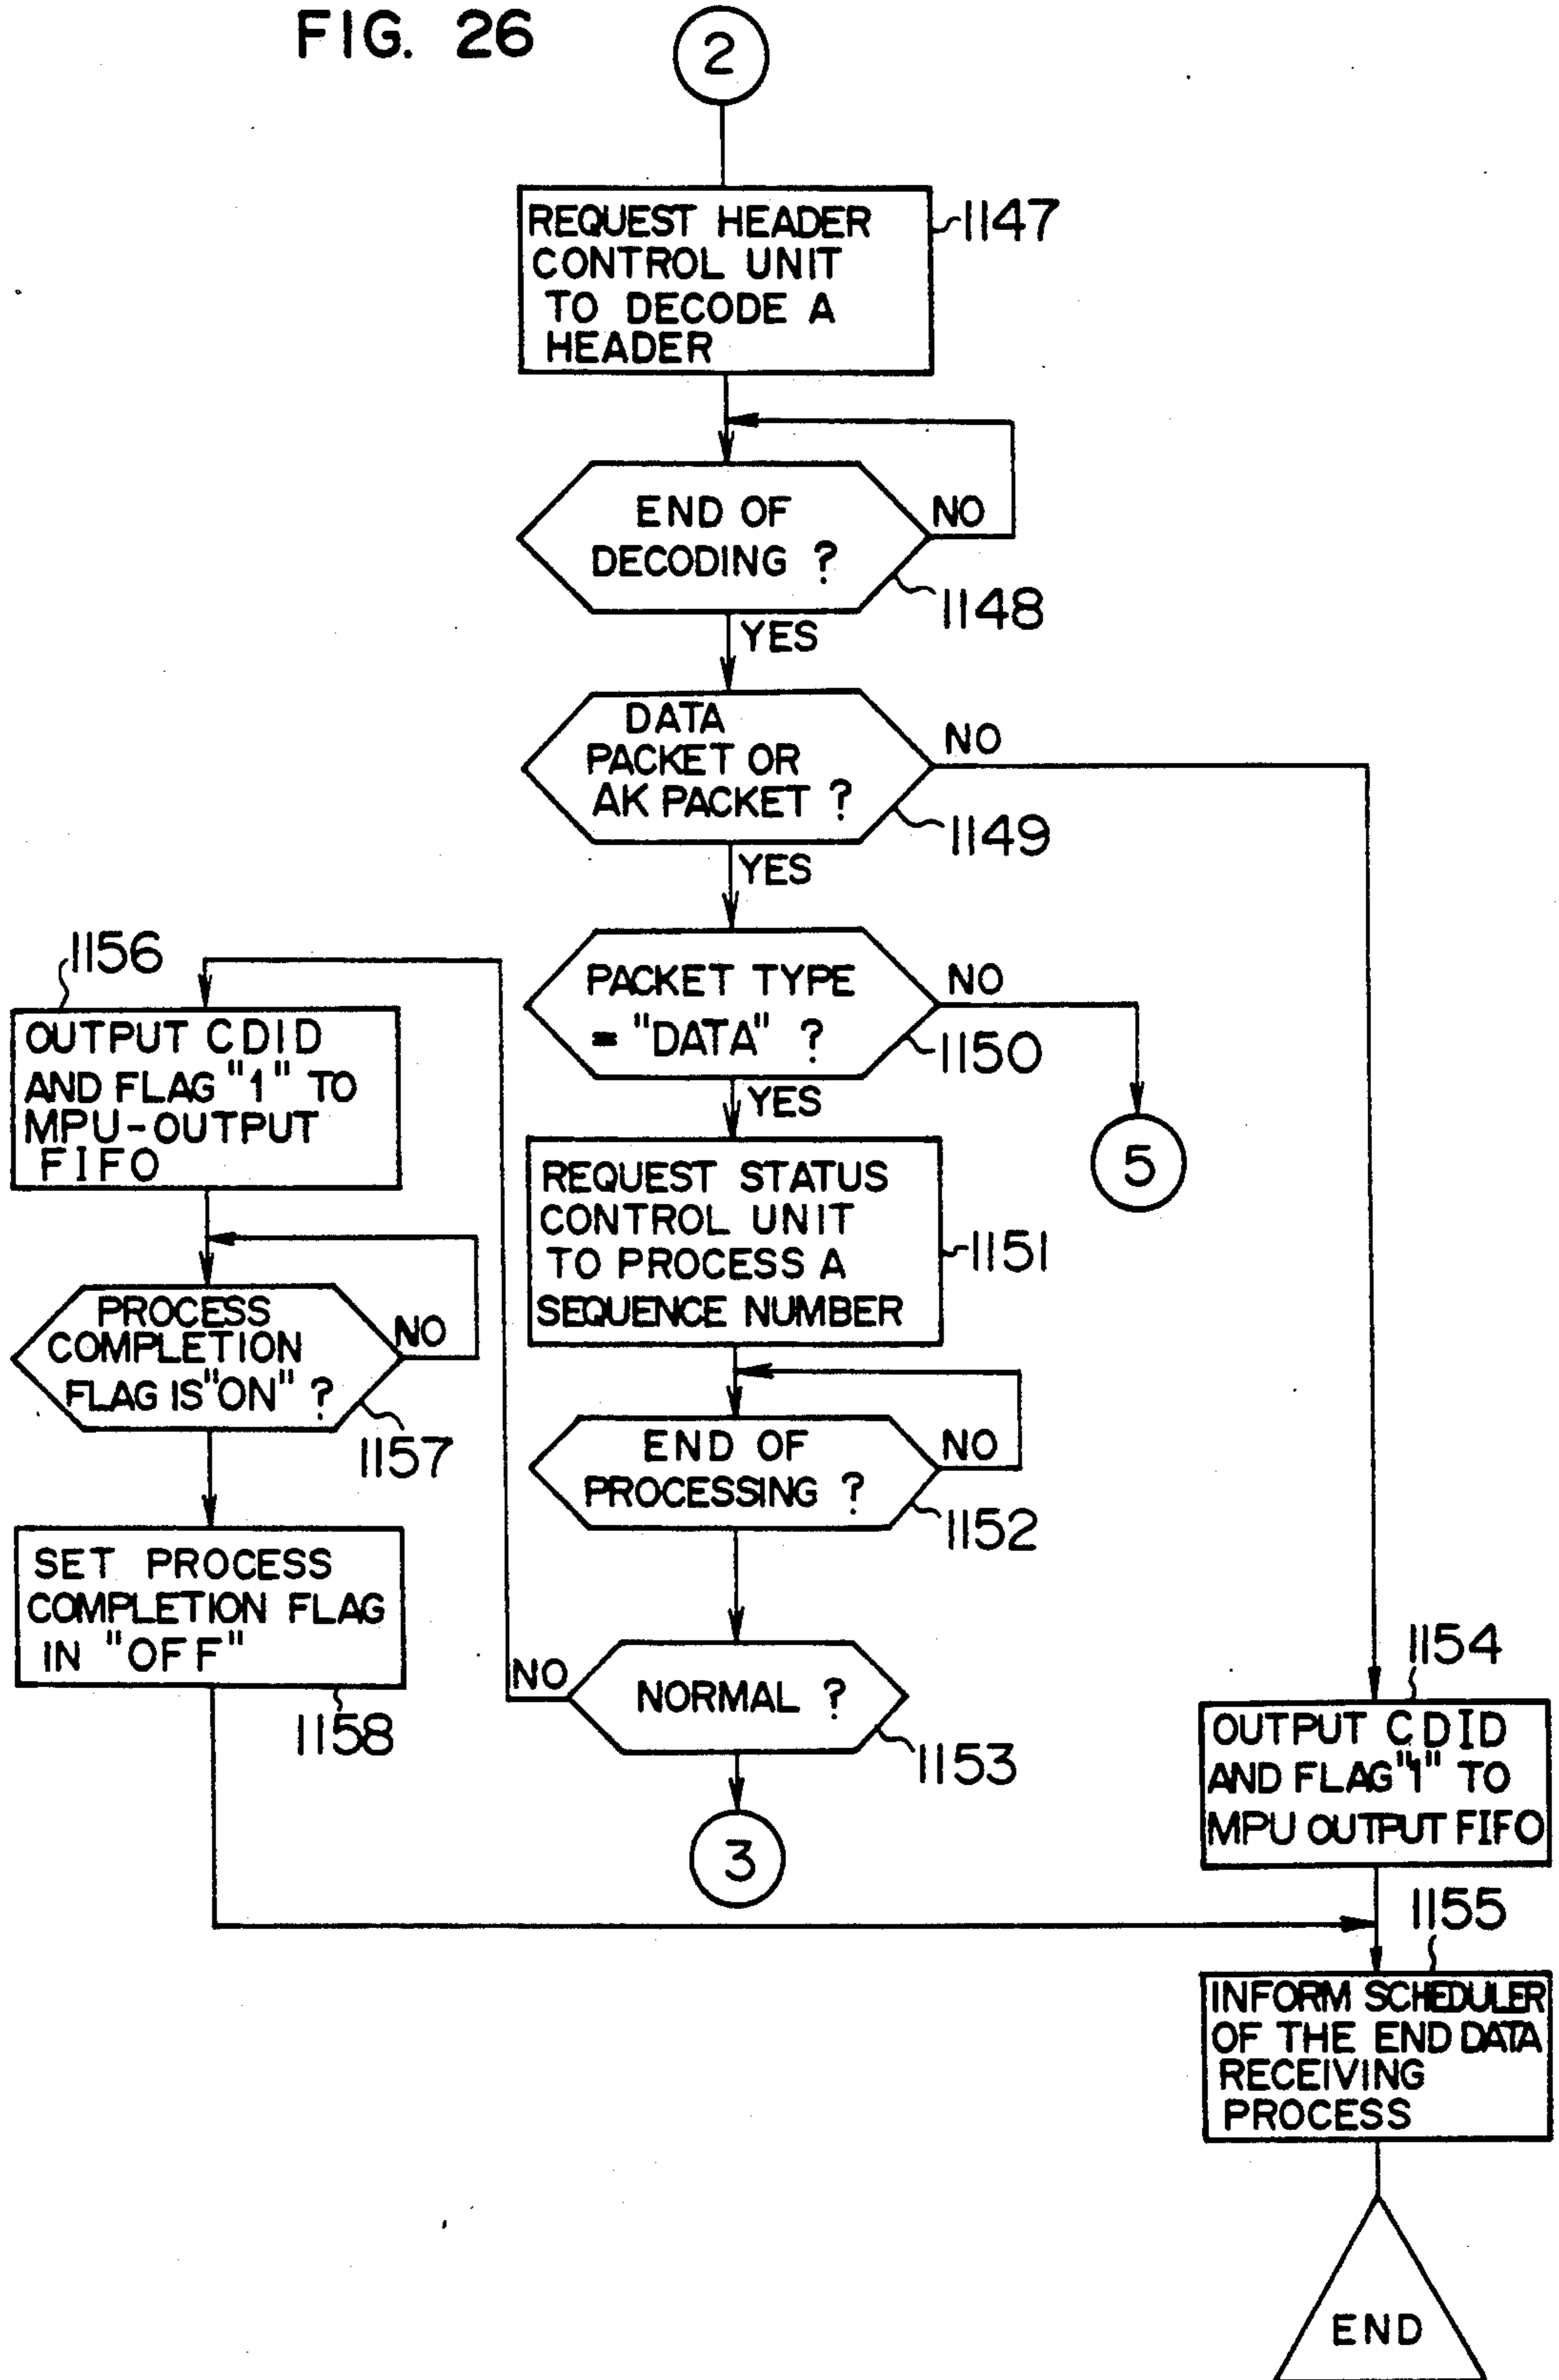 FIG. 26
2
REQUEST HEADER
CONTROL UNIT
TO DECODE A
HEADER
1147
END OF
DECODING ?
NO
1148
YES
DATA
PACKET OR
AK PACKET ?
NO
1149
YES
PACKET TYPE
= "DATA" ?
NO
1150
YES
5
REQUEST STATUS
CONTROL UNIT
TO PROCESS A
SEQUENCE NUMBER
1151
END OF
PROCESSING ?
NO
1152
NORMAL ?
NO
1153
3
1156
OUTPUT CDID
AND FLAG "1" TO
MPU-OUTPUT
FIFO
PROCESS
COMPLETION
FLAG IS "ON" ?
NO
1157
SET PROCESS
COMPLETION FLAG
IN "OFF"
1158
1154
OUTPUT CDID
AND FLAG "1" TO
MPU OUTPUT FIFO
1155
INFORM SCHEDULER
OF THE END DATA
RECEIVING
PROCESS
END